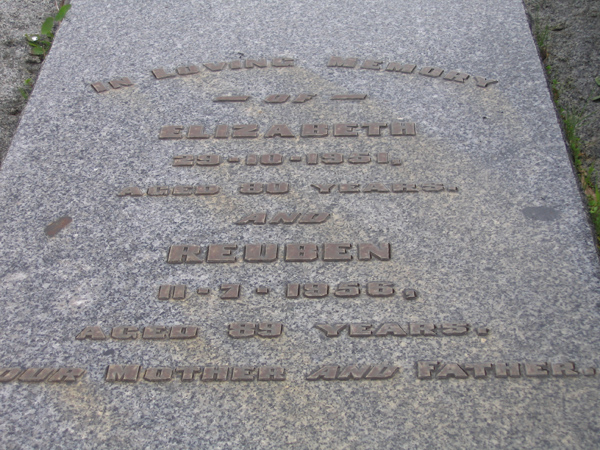 IN LOVING MEMORY
— OF —
ELIZABETH
29-10-1951,
AGED 80 YEARS.
AND
REUBEN
11-7-1956,
AGED 89 YEARS.
OUR MOTHER AND FATHER.